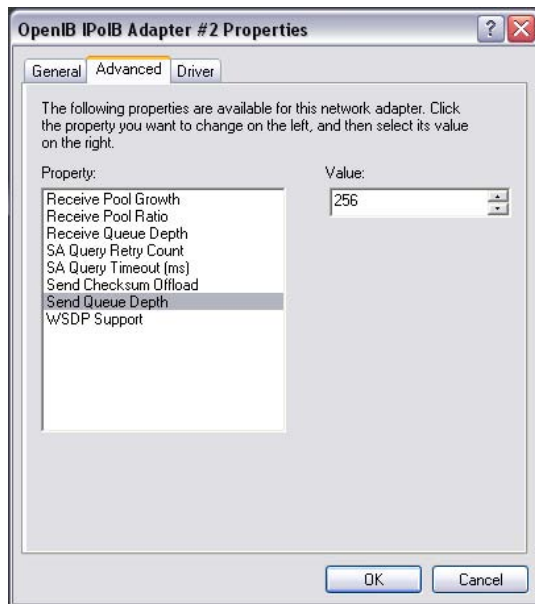 OpenIB IPoIB Adapter #2 Properties
General
Advanced
Driver
The following properties are available for this network adapter. Click
the property you want to change on the left, and then select its value
on the right.
Property:
Value:
Receive Pool Growth
Receive Pool Ratio
Receive Queue Depth
SA Query Retry Count
SA Query Timeout (ms)
Send Checksum Offload
Send Queue Depth
WSDP Support
256
OK
Cancel